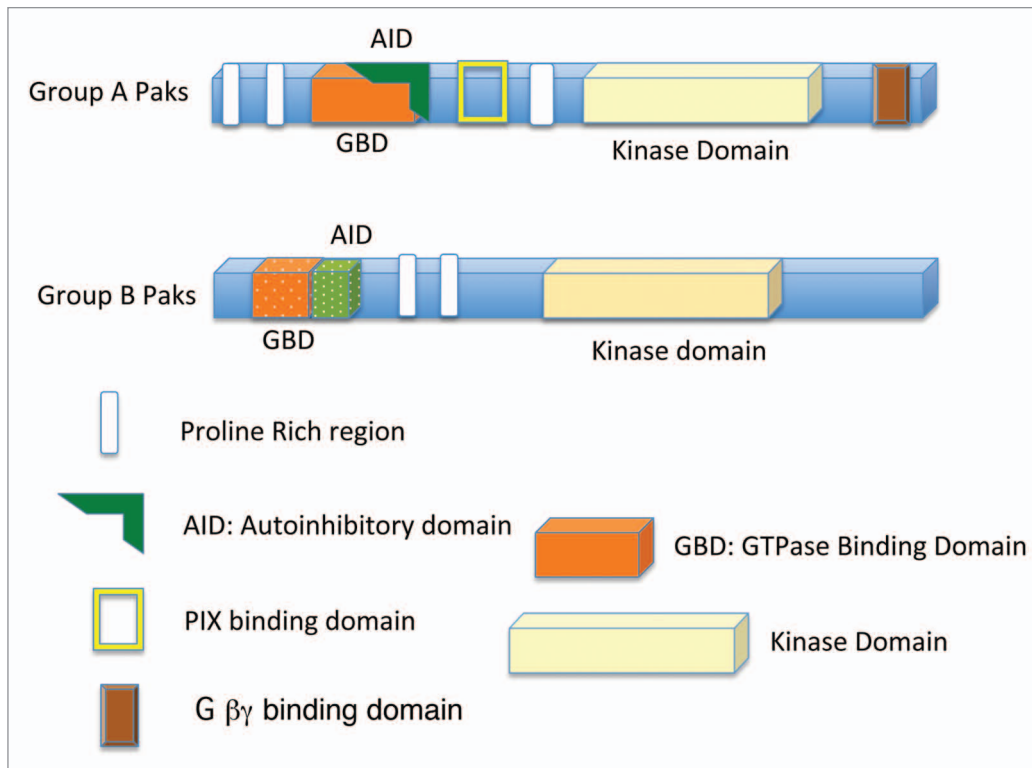 AID
Group A Paks
GBD
Kinase Domain
AID
Group B Paks
GBD
Kinase domain
Proline Rich region
AID: Autoinhibitory domain
GBD: GTPase Binding Domain
PIX binding domain
Kinase Domain
G βγ binding domain